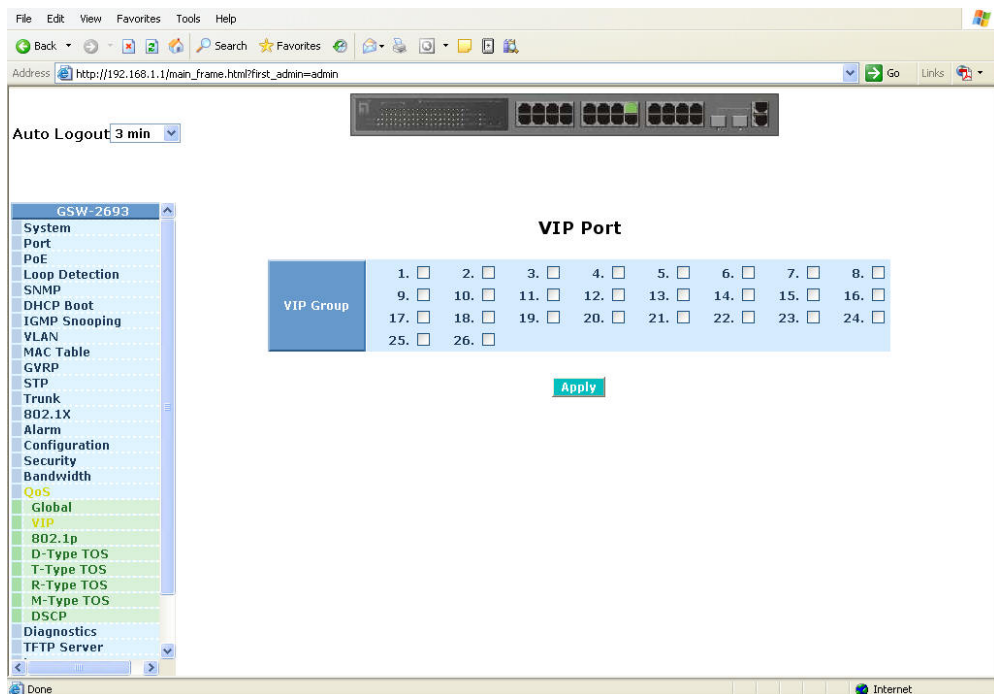 File Edit View Favorites Tools Help
Back Search Favorites
Address http://192.168.1.1/main_frame.html?first_admin=admin Go Links
Auto Logout 3 min
GSW-2693
System
Port
PoE
Loop Detection
SNMP
DHCP Boot
IGMP Snooping
VLAN
MAC Table
GVRP
STP
Trunk
802.1X
Alarm
Configuration
Security
Bandwidth
QoS
Global
VIP
802.1p
D-Type TOS
T-Type TOS
R-Type TOS
M-Type TOS
DSCP
Diagnostics
TFTP Server
VIP Port
VIP Group
1. 2. 3. 4. 5. 6. 7. 8.
9. 10. 11. 12. 13. 14. 15. 16.
17. 18. 19. 20. 21. 22. 23. 24.
25. 26.
Apply
Done Internet